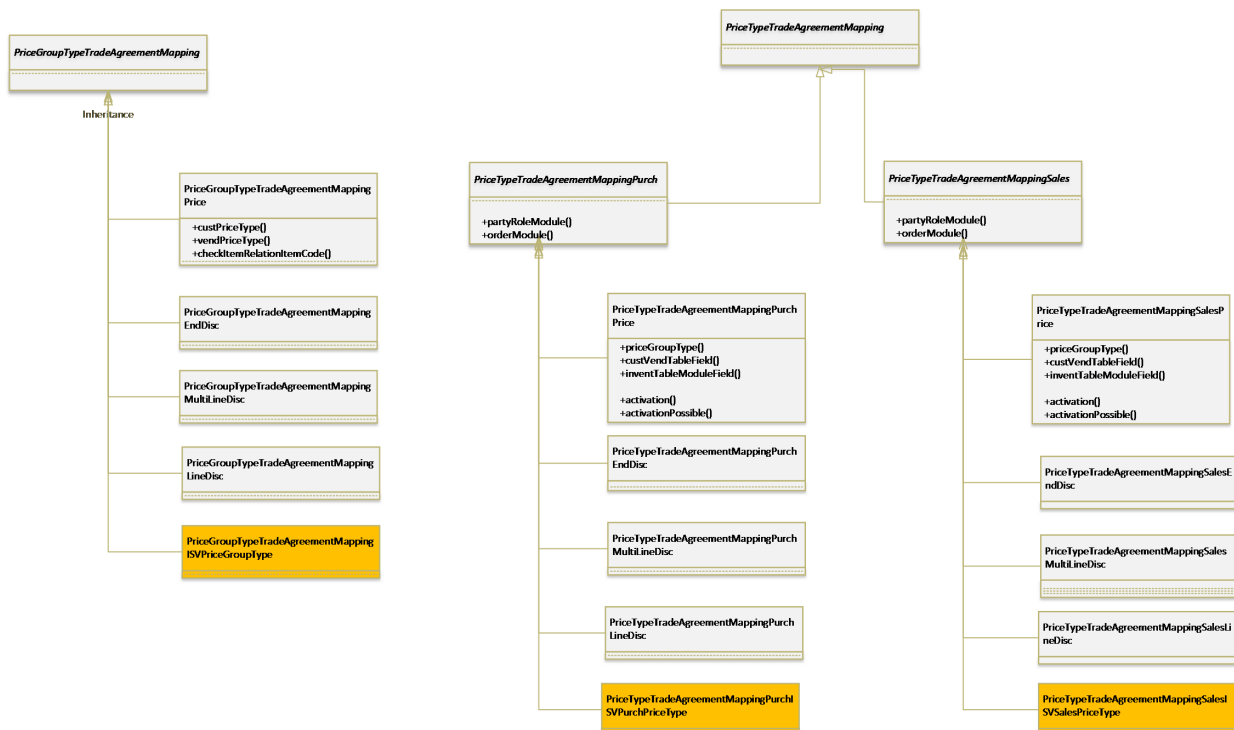 PriceGroupTypeTradeAgreementMapping
Inheritance
PriceGroupTypeTradeAgreementMapping
Price
+custPriceType()
+vendPriceType()
+checkItemRelationItemCode()
PriceGroupTypeTradeAgreementMapping
EndDisc
PriceGroupTypeTradeAgreementMapping
MultiLineDisc
PriceGroupTypeTradeAgreementMapping
LineDisc
PriceGroupTypeTradeAgreementMapping
ISVPriceGroupType
PriceTypeTradeAgreementMapping
PriceTypeTradeAgreementMappingPurch
+partyRoleModule()
+orderModule()
PriceTypeTradeAgreementMappingPurch
Price
+priceGroupType()
+custVendTableField()
+inventTableModuleField()
+activation()
+activationPossible()
PriceTypeTradeAgreementMappingPurch
EndDisc
PriceTypeTradeAgreementMappingPurch
MultiLineDisc
PriceTypeTradeAgreementMappingPurch
LineDisc
PriceTypeTradeAgreementMappingPurchI
SVPurchPriceType
PriceTypeTradeAgreementMappingSales
+partyRoleModule()
+orderModule()
PriceTypeTradeAgreementMappingSalesP
rice
+priceGroupType()
+custVendTableField()
+inventTableModuleField()
+activation()
+activationPossible()
PriceTypeTradeAgreementMappingSalesE
ndDisc
PriceTypeTradeAgreementMappingSales
MultiLineDisc
PriceTypeTradeAgreementMappingSalesLi
neDisc
PriceTypeTradeAgreementMappingSalesI
SVSalesPriceType